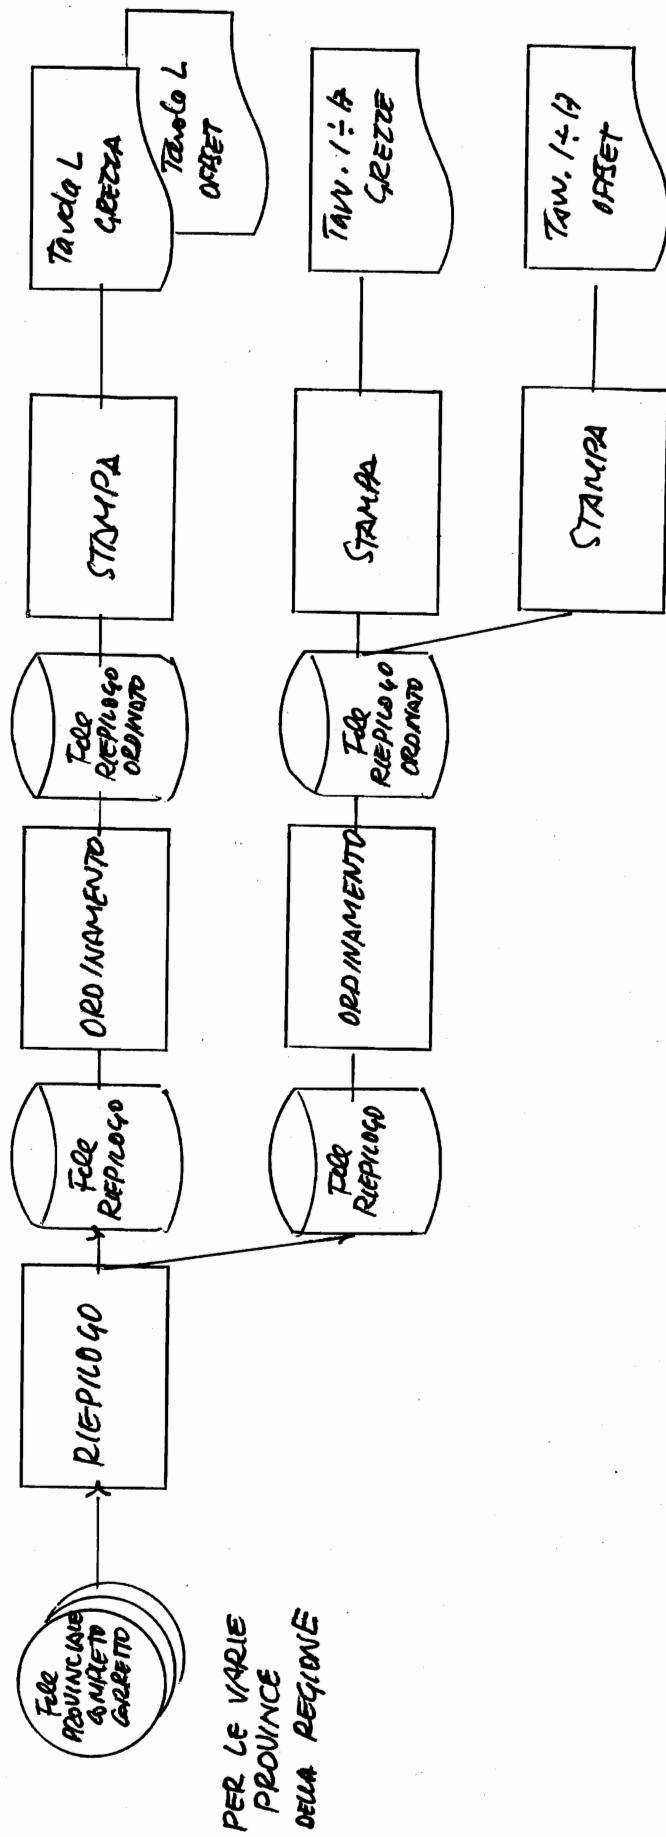 File
PROVINCIALE
COMPLETO
CORRETTO
PER LE VARIE
PROVINCE
DELLA REGIONE
RIEPILOGO
File
RIEPILOGO
ORDINAMENTO
File
RIEPILOGO
ORDINATO
STAMPA
Tavola L
GREZZA
Tavola L
OFFSET
File
RIEPILOGO
ORDINAMENTO
File
RIEPILOGO
ORDINATO
STAMPA
TAVV. 1÷17
GREZZE
STAMPA
TAVV. 1÷17
OFFSET